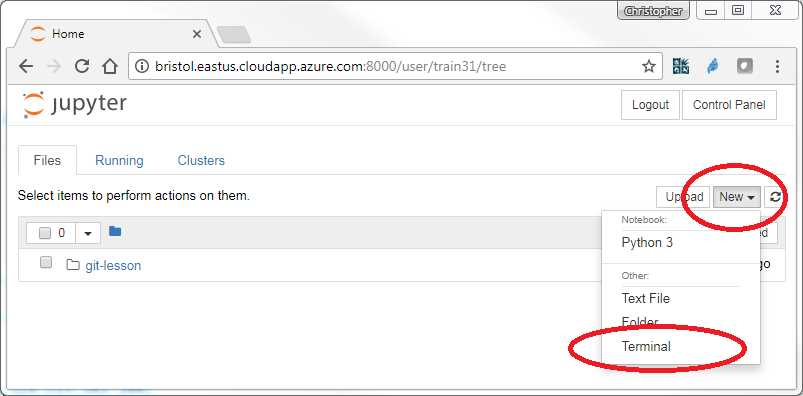 Christopher
Home
bristol.eastus.cloudapp.azure.com:8000/user/train31/tree
jupyter
Logout
Control Panel
Files
Running
Clusters
Select items to perform actions on them.
Upload
New
0
Notebook:
Python 3
git-lesson
go
Other:
Text File
Folder
Terminal